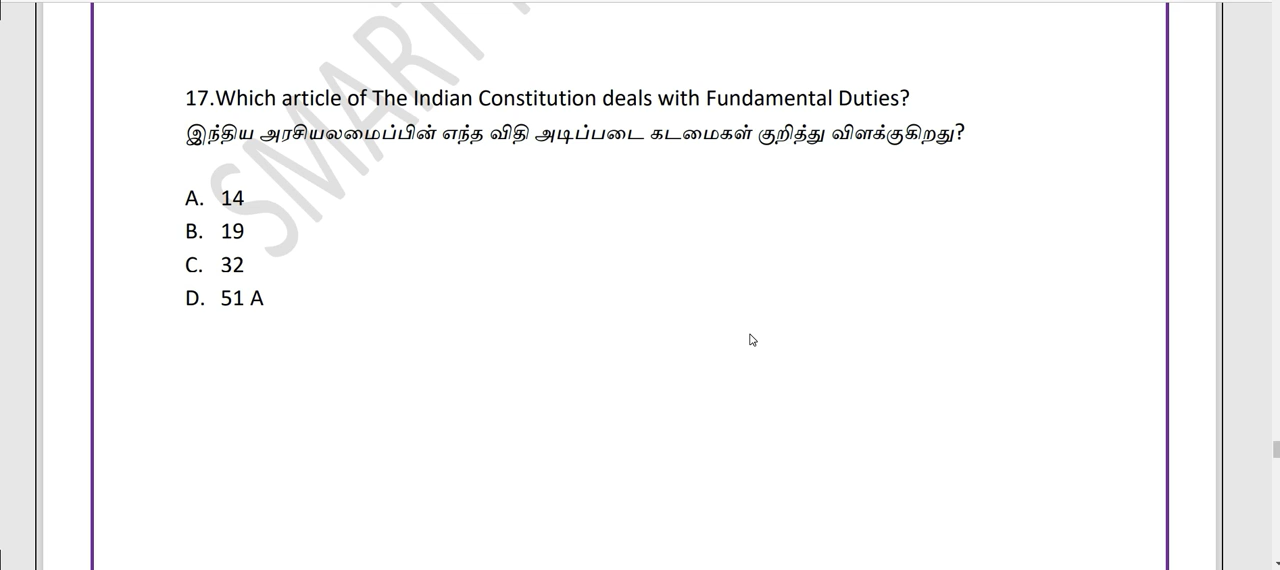 SMART
17.Which article of The Indian Constitution deals with Fundamental Duties?
இந்திய அரசியலமைப்பின் எந்த விதி அடிப்படை கடமைகள் குறித்து விளக்குகிறது?
A. 14
B. 19
C. 32
D. 51 A